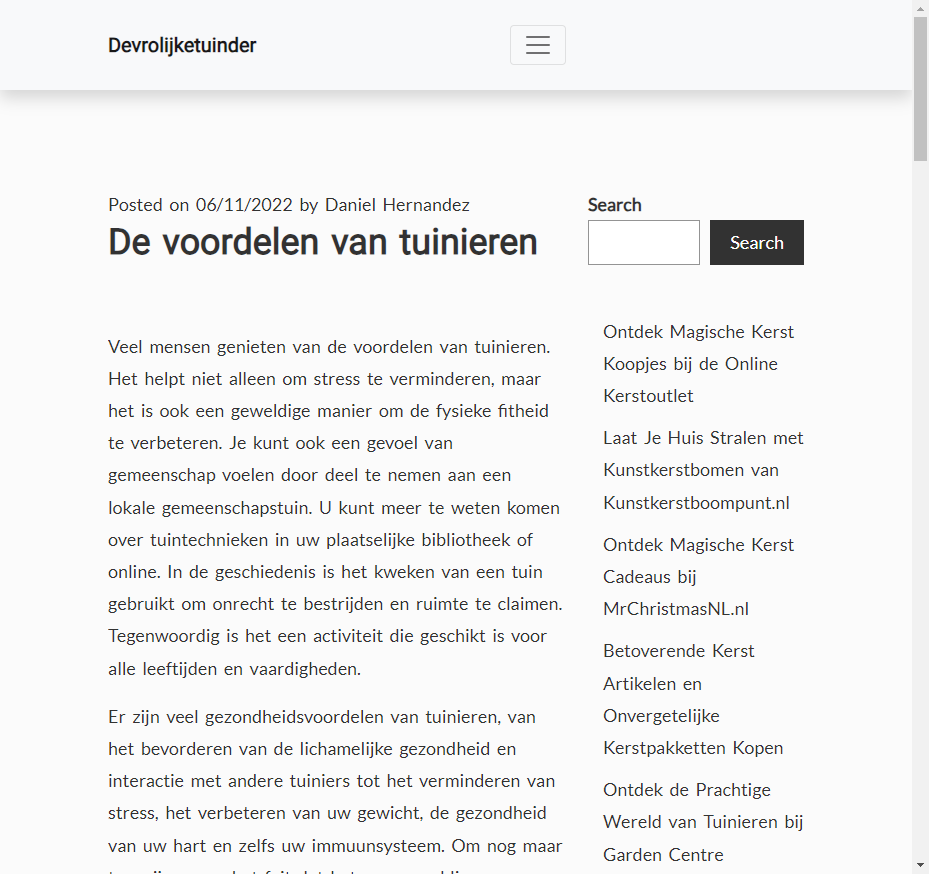 Devrolijketuinder
Posted on 06/11/2022 by Daniel Hernandez
De voordelen van tuinieren
Veel mensen genieten van de voordelen van tuinieren.
Het helpt niet alleen om stress te verminderen, maar
het is ook een geweldige manier om de fysieke fitheid
te verbeteren. Je kunt ook een gevoel van
gemeenschap voelen door deel te nemen aan een
lokale gemeenschapstuin. U kunt meer te weten komen
over tuintechnieken in uw plaatselijke bibliotheek of
online. In de geschiedenis is het kweken van een tuin
gebruikt om onrecht te bestrijden en ruimte te claimen.
Tegenwoordig is het een activiteit die geschikt is voor
alle leeftijden en vaardigheden.
Er zijn veel gezondheidsvoordelen van tuinieren, van
het bevorderen van de lichamelijke gezondheid en
interactie met andere tuiniers tot het verminderen van
stress, het verbeteren van uw gewicht, de gezondheid
van uw hart en zelfs uw immuunsysteem. Om nog maar
Search
Search
Ontdek Magische Kerst
Koopjes bij de Online
Kerstoutlet
Laat Je Huis Stralen met
Kunstkerstbomen van
Kunstkerstboompunt.nl
Ontdek Magische Kerst
Cadeaus bij
MrChristmasNL.nl
Betoverende Kerst
Artikelen en
Onvergetelijke
Kerstpakketten Kopen
Ontdek de Prachtige
Wereld van Tuinieren bij
Garden Centre